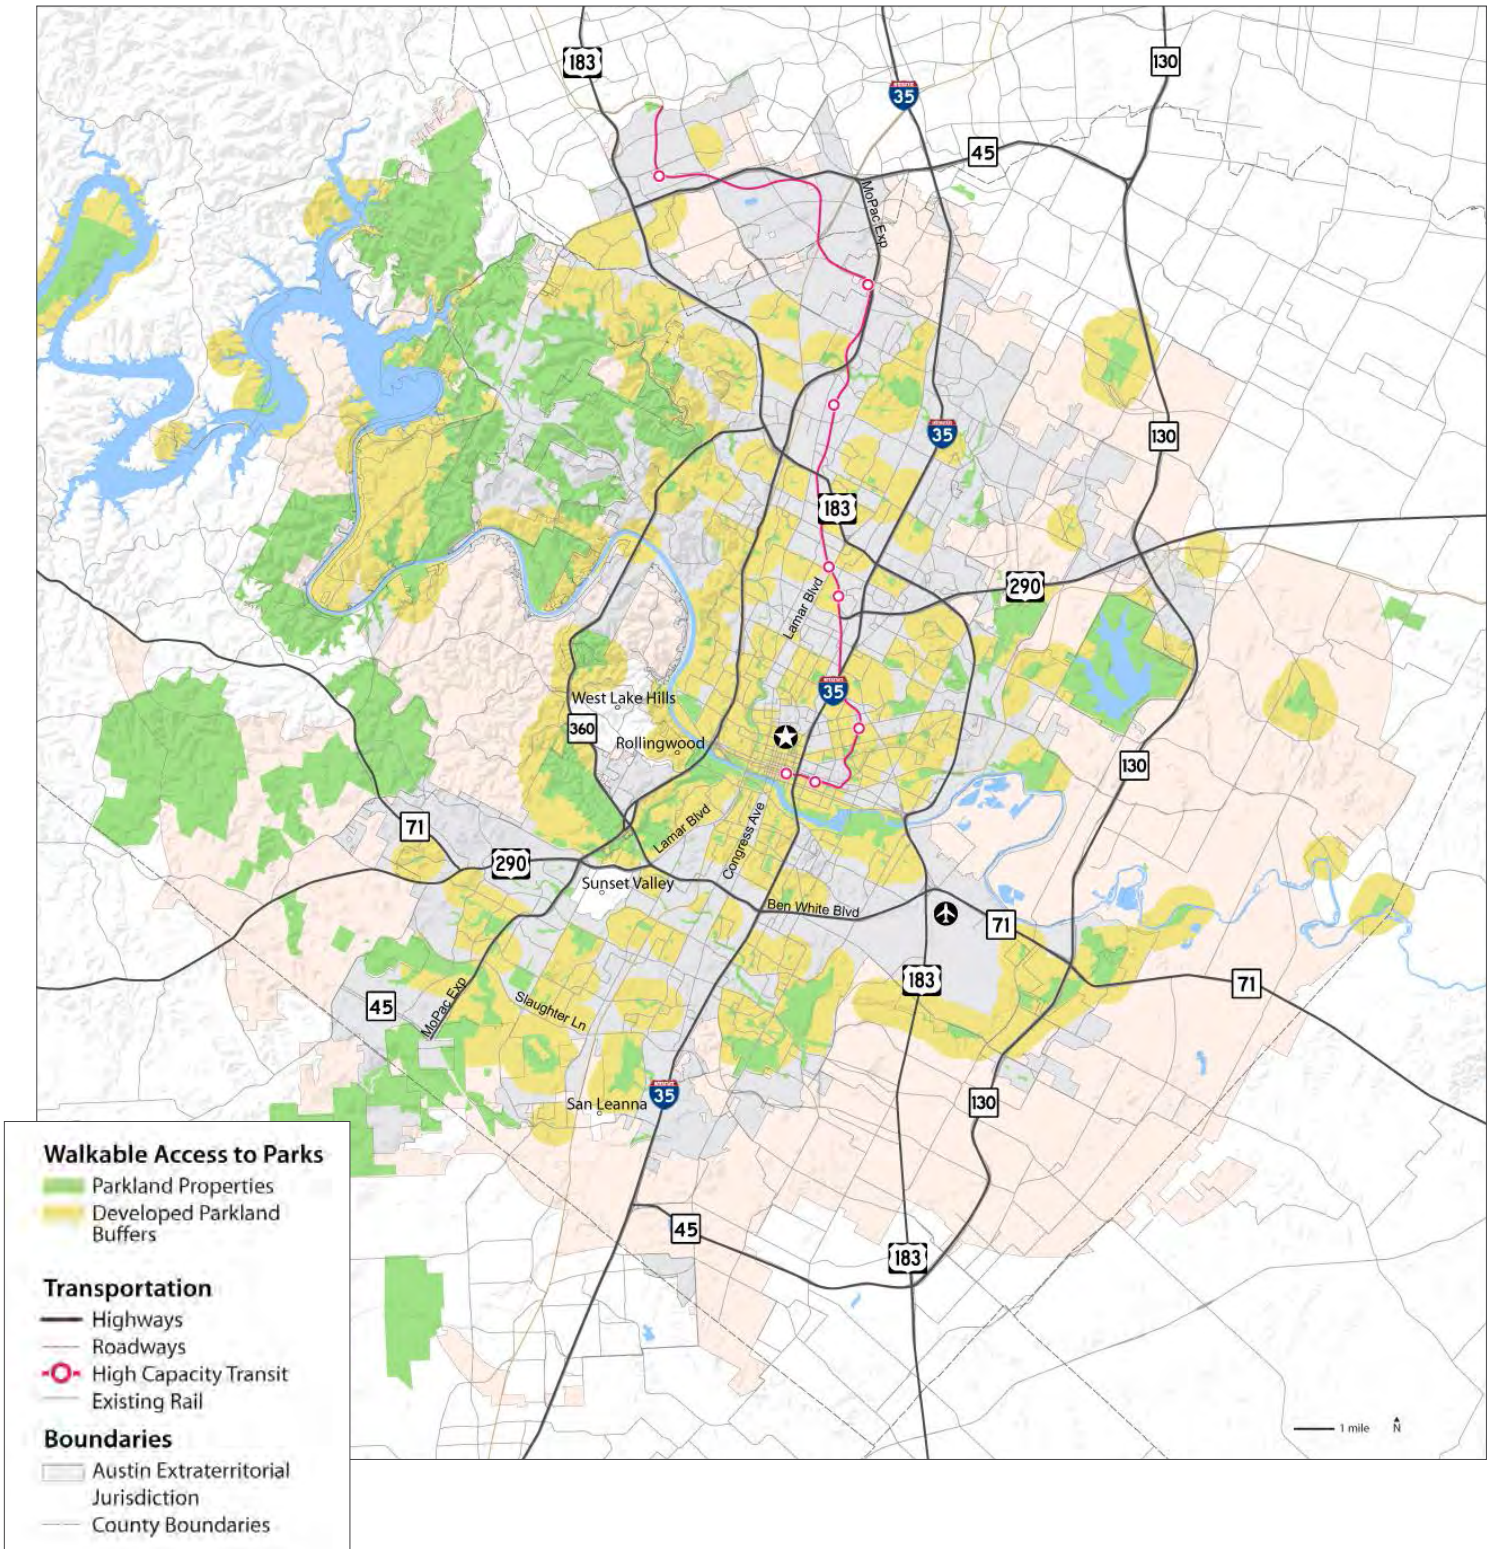 183
35
130
45
MoPac Exp
35
130
183
290
Lamar Blvd
35
West Lake Hills
360
Rollingwood
130
71
Lamar Blvd
Congress Ave
290
Sunset Valley
Ben White Blvd
71
183
71
45
MoPac Exp
Slaughter Ln
San Leanna
35
130
45
183
1 mile
N
Walkable Access to Parks
Parkland Properties
Developed Parkland
Buffers
Transportation
Highways
Roadways
High Capacity Transit
Existing Rail
Boundaries
Austin Extraterritorial
Jurisdiction
County Boundaries